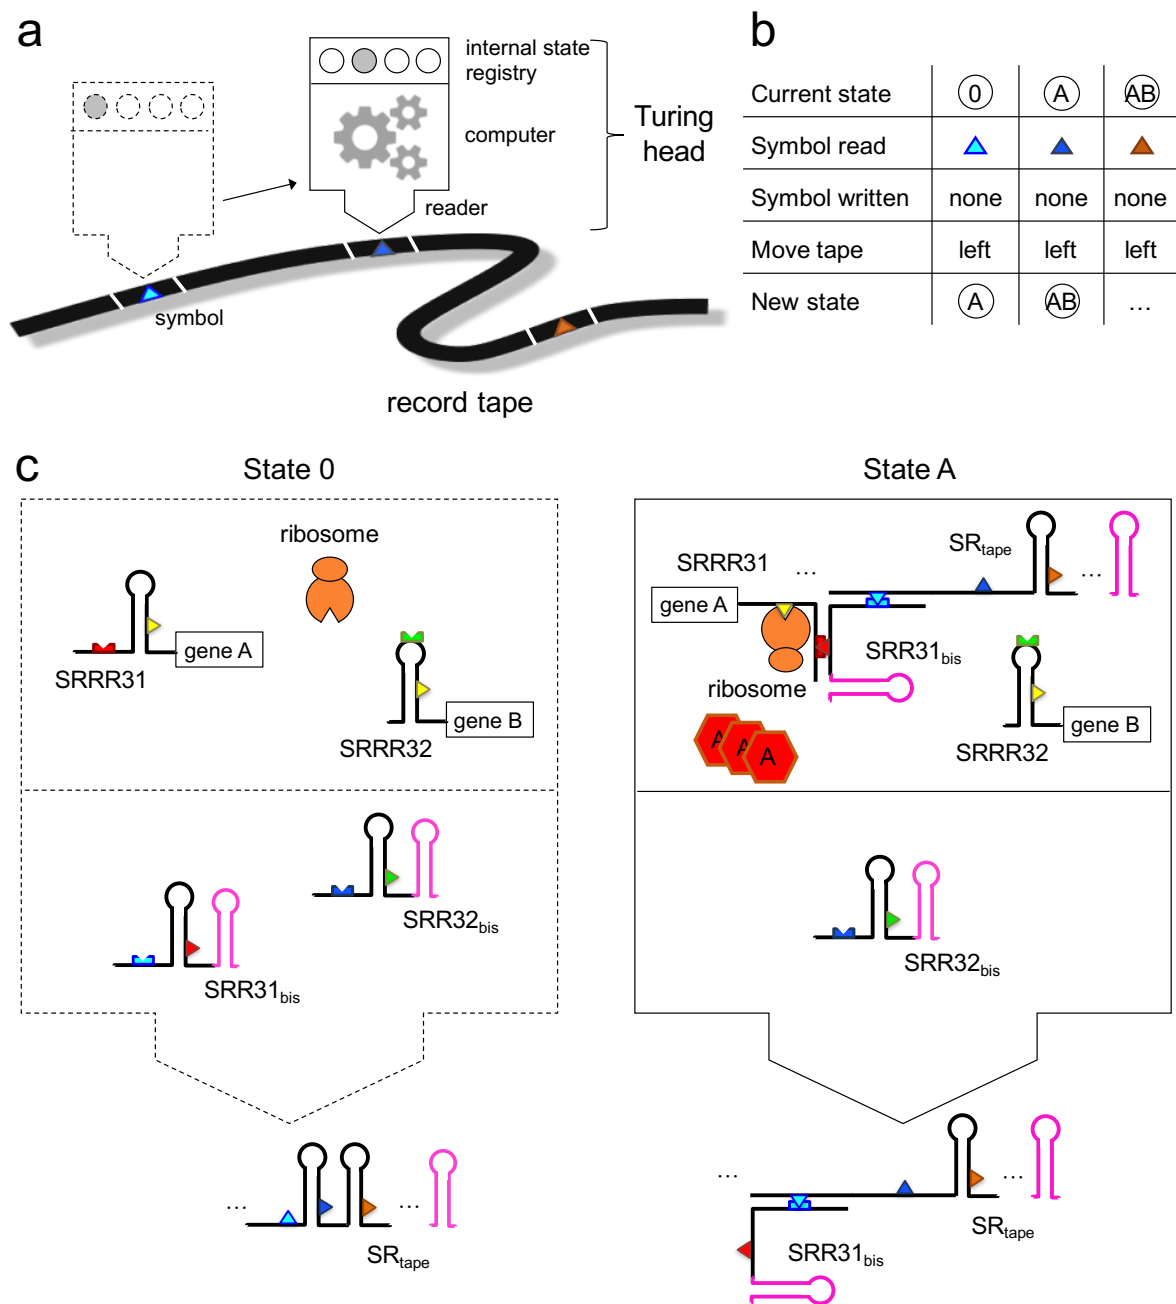 a
internal state
registry
computer
Turing
head
reader
symbol
record tape
b
Current state 0 A AB
Symbol read
Symbol written none none none
Move tape left left left
New state A AB ...
c
State 0
State A
ribosome
gene A
SRRR31
gene B
SRRR32
SRR32bis
SRR31bis
...
...
SRtape
SRtape
SRRR31
...
...
gene A
SRR31bis
ribosome
A A A
gene B
SRRR32
SRR32bis
...
...
SRR31bis
SRtape